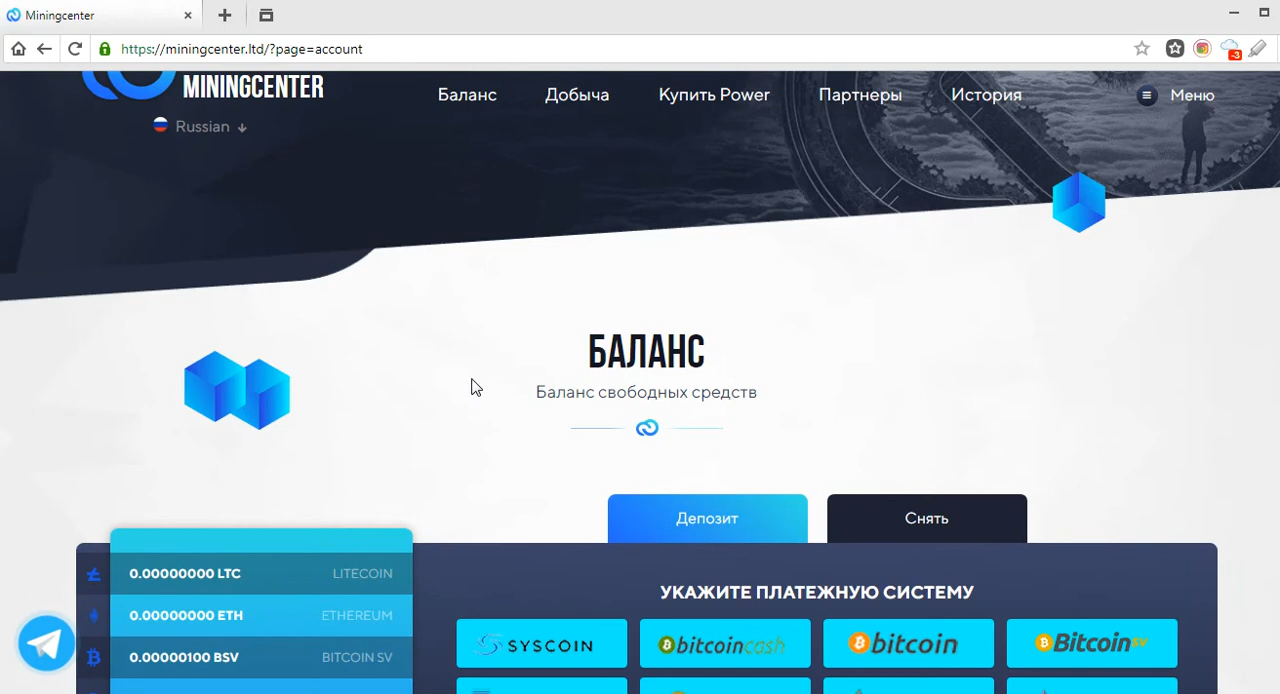 Miningcenter
https://miningcenter.ltd/?page=account
-3
MININGCENTER
Баланс
Добыча
Купить Power
Партнеры
История
Меню
Russian
БАЛАНС
Баланс свободных средств
Депозит
Снять
0.00000000 LTC LITECOIN
0.00000000 ETH ETHEREUM
0.00000100 BSV BITCOIN SV
УКАЖИТЕ ПЛАТЕЖНУЮ СИСТЕМУ
SYSCOIN
bitcoincash
bitcoin
Bitcoin SV